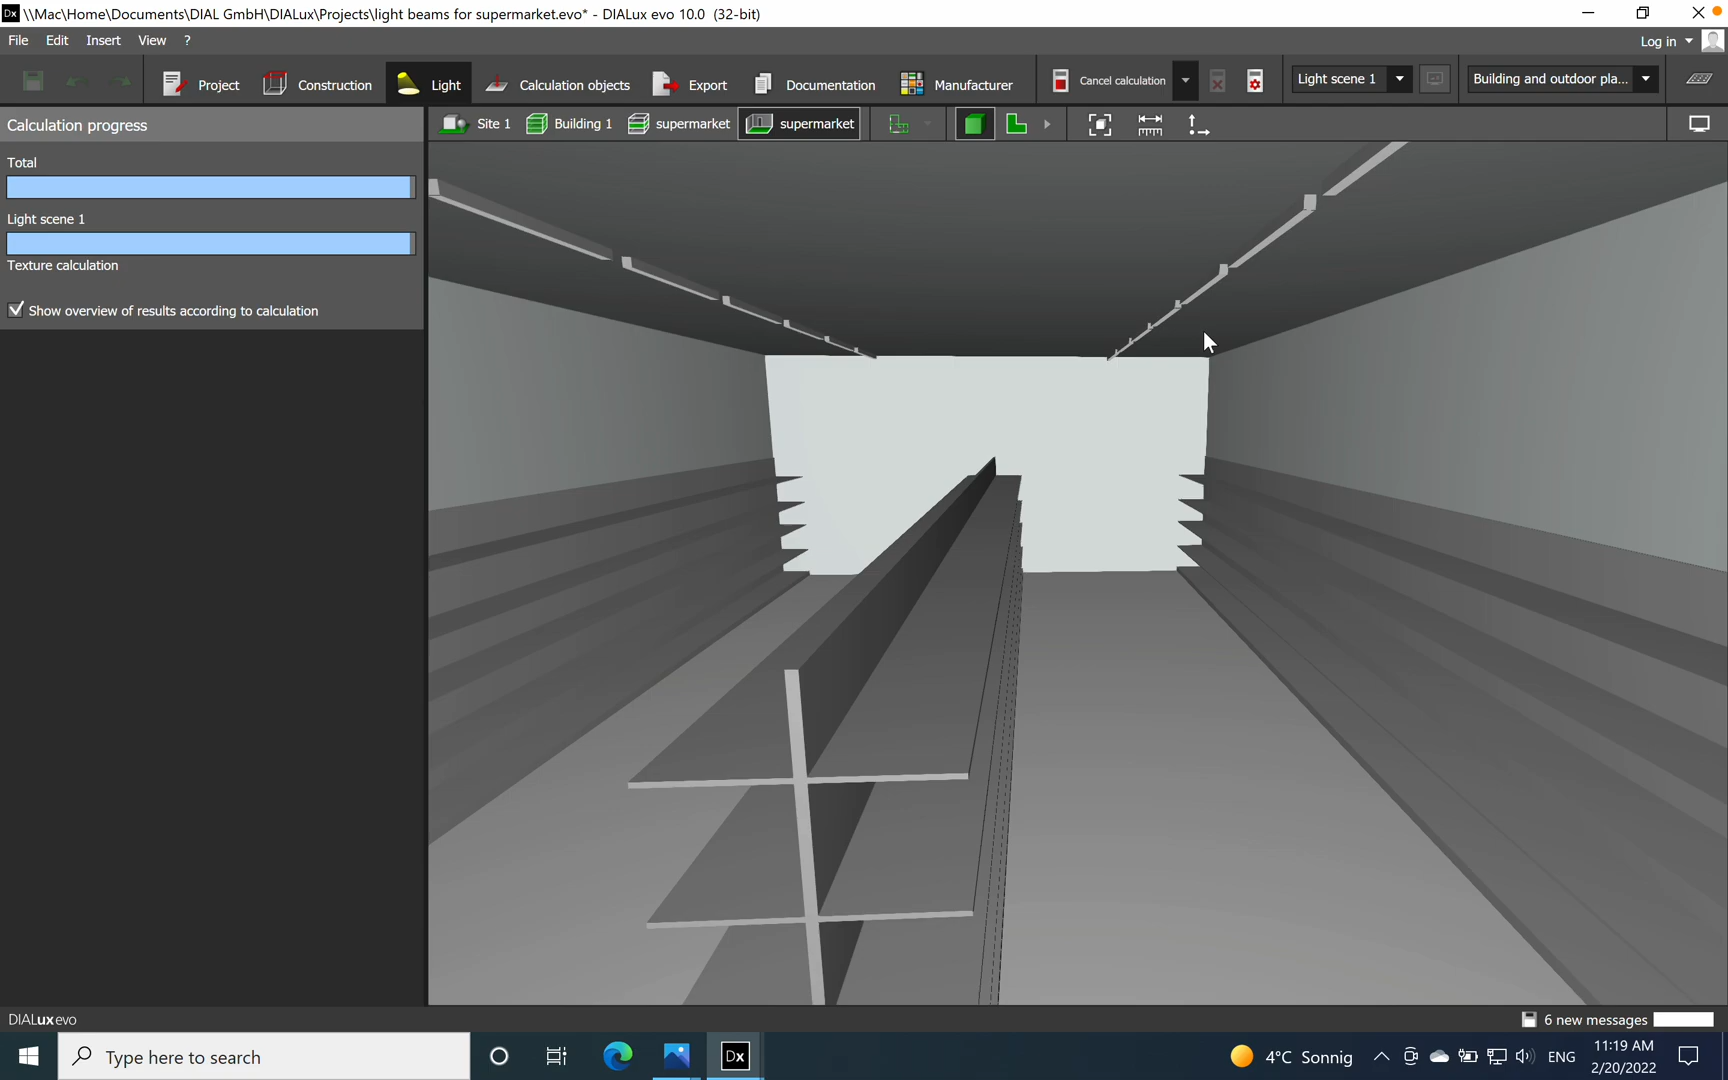 Dx \\Mac\Home\Documents\DIAL GmbH\DIALux\Projects\light beams for supermarket.evo* - DIALux evo 10.0 (32-bit)
File Edit Insert View ? Log in
Project Construction Light Calculation objects Export Documentation Manufacturer Cancel calculation Light scene 1 Building and outdoor pla...
Calculation progress
Site 1 Building 1 supermarket supermarket
Total
Light scene 1
Texture calculation
Show overview of results according to calculation
DIALux evo
6 new messages
Type here to search
Dx
4°C Sonnig
ENG
11:19 AM
2/20/2022